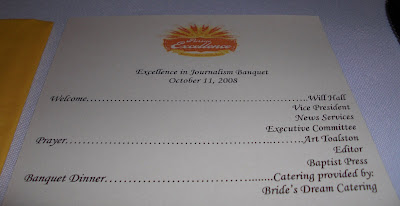 Excellence
Excellence in Journalism Banquet
October 11, 2008
Welcome……………………………………………………Will Hall
Vice President
News Services
Executive Committee
Prayer……………………………………………………Art Toalston
Editor
Baptist Press
Banquet Dinner…………………………......Catering provided by:
Bride's Dream Catering